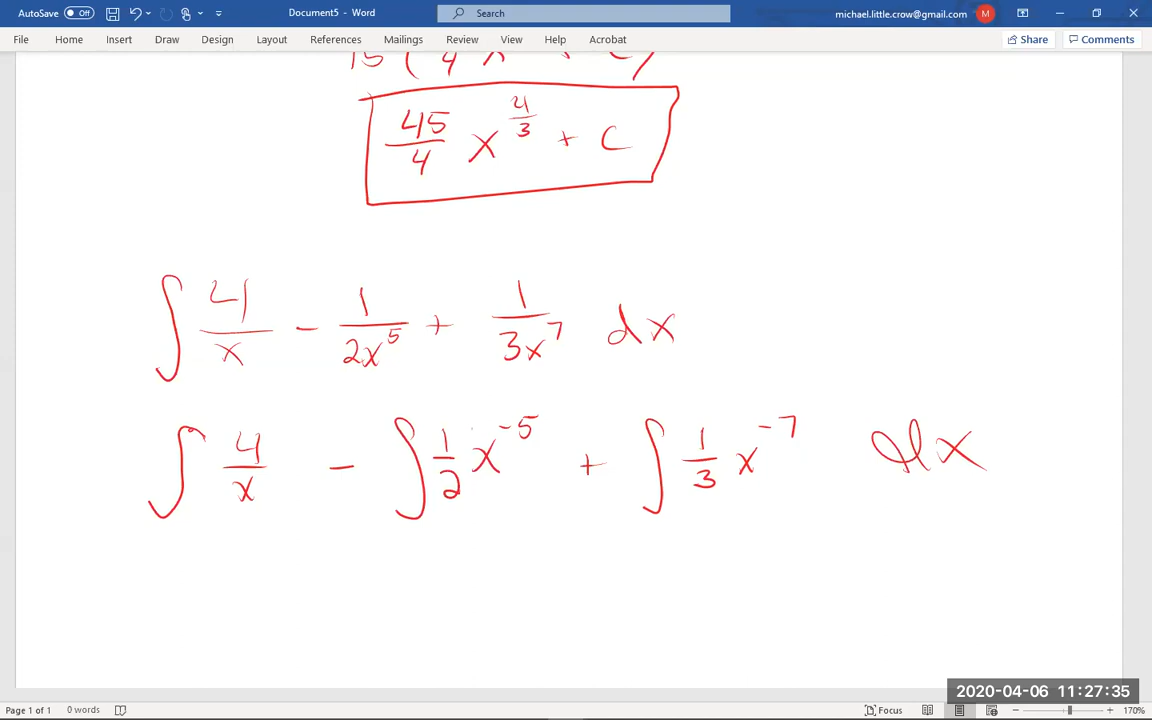 AutoSave Off Document5 - Word Search michael.little.crow@gmail.com M
File Home Insert Draw Design Layout References Mailings Review View Help Acrobat Share Comments
45/4 x^{4/3} + C
∫ 4/x - 1/2x^5 + 1/3x^7 dx
∫ 4/x - ∫ 1/2 x^{-5} + ∫ 1/3 x^{-7} dx
2020-04-06 11:27:35
Page 1 of 1 0 words Focus 170%